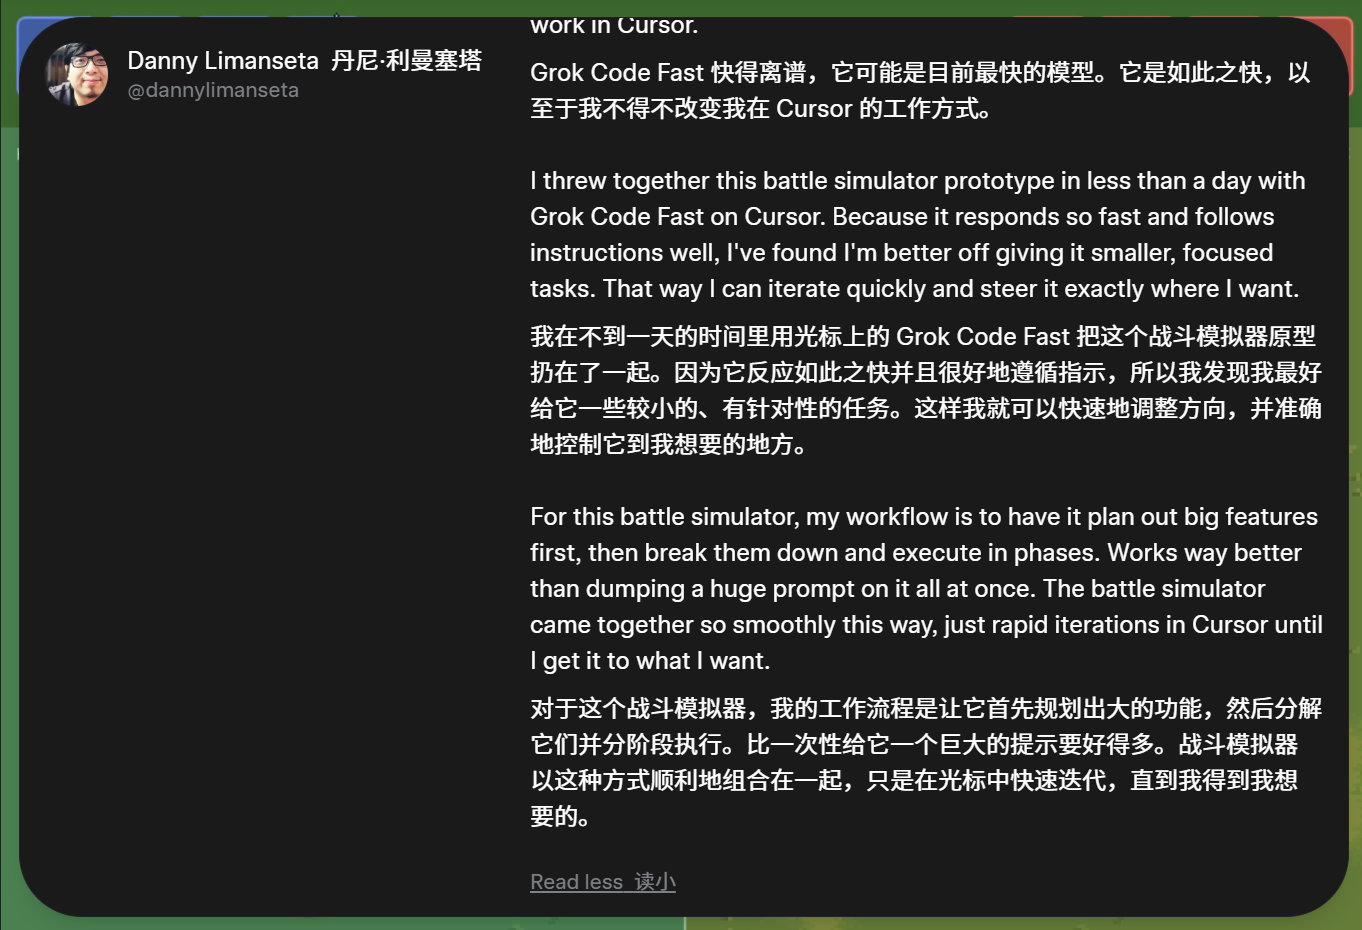 Danny Limanseta 丹尼·利曼塞塔
@dannylimanseta
work in Cursor.
Grok Code Fast 快得离谱，它可能是目前最快的模型。它是如此之快，以
至于我不得不改变我在 Cursor 的工作方式。
I threw together this battle simulator prototype in less than a day with
Grok Code Fast on Cursor. Because it responds so fast and follows
instructions well, I've found I'm better off giving it smaller, focused
tasks. That way I can iterate quickly and steer it exactly where I want.
我在不到一天的时间里用光标上的 Grok Code Fast 把这个战斗模拟器原型
扔在了一起。因为它反应如此之快并且很好地遵循指示，所以我发现我最好
给它一些较小的、有针对性的任务。这样我就可以快速地调整方向，并准确
地控制它到我想要的地方。
For this battle simulator, my workflow is to have it plan out big features
first, then break them down and execute in phases. Works way better
than dumping a huge prompt on it all at once. The battle simulator
came together so smoothly this way, just rapid iterations in Cursor until
I get it to what I want.
对于这个战斗模拟器，我的工作流程是让它首先规划出大的功能，然后分解
它们并分阶段执行。比一次性给它一个巨大的提示要好得多。战斗模拟器
以这种方式顺利地组合在一起，只是在光标中快速迭代，直到我得到我想
要的。
Read less 读小